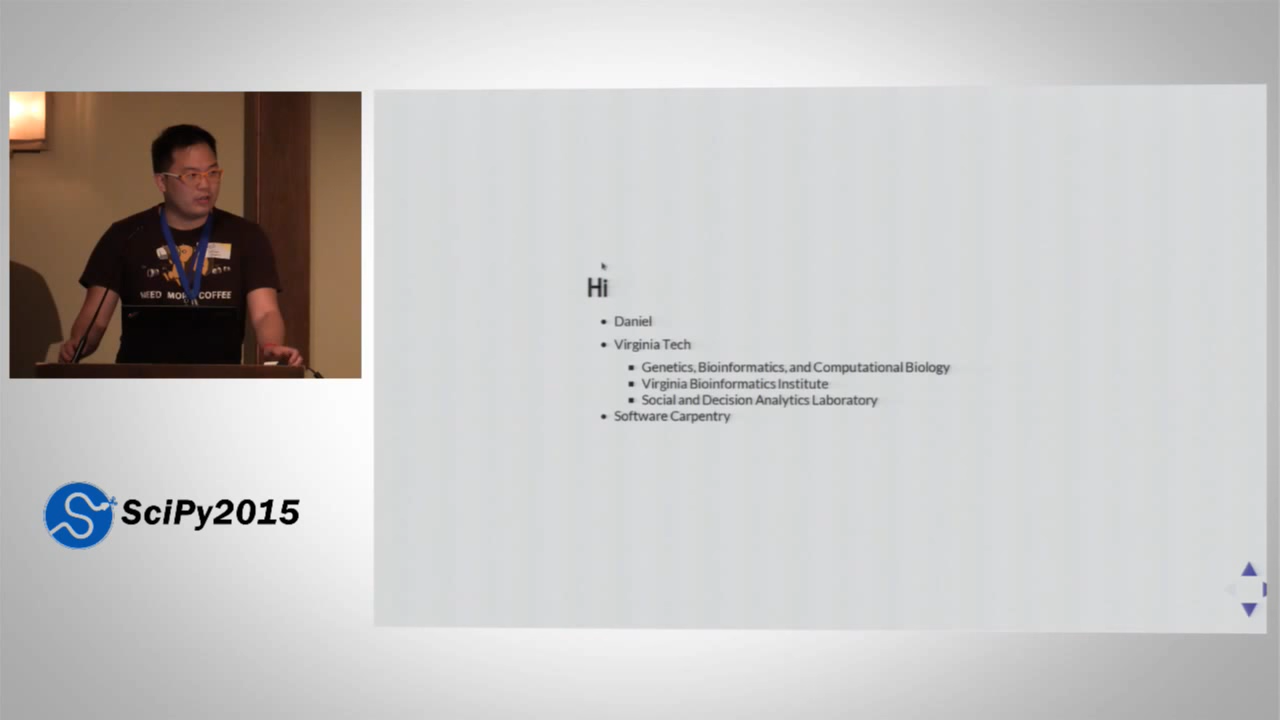 NEED MORE COFFEE
SciPy2015
Hi
Daniel
Virginia Tech
Genetics, Bioinformatics, and Computational Biology
Virginia Bioinformatics Institute
Social and Decision Analytics Laboratory
Software Carpentry